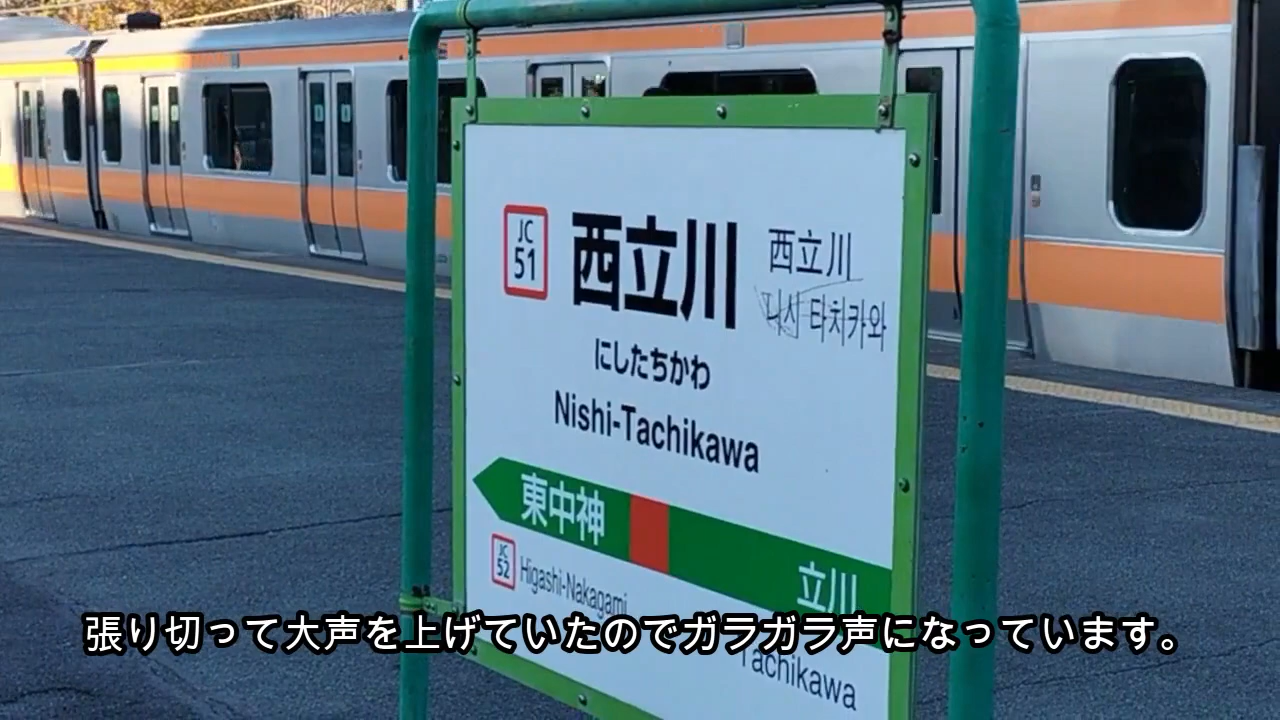 JC
51
西立川
西立川
니시 타치카와
にしたちかわ
Nishi-Tachikawa
東中神
立川
JC
52
Higashi-Nakagami
Tachikawa
張り切って大声を上げていたのでガラガラ声になっています。